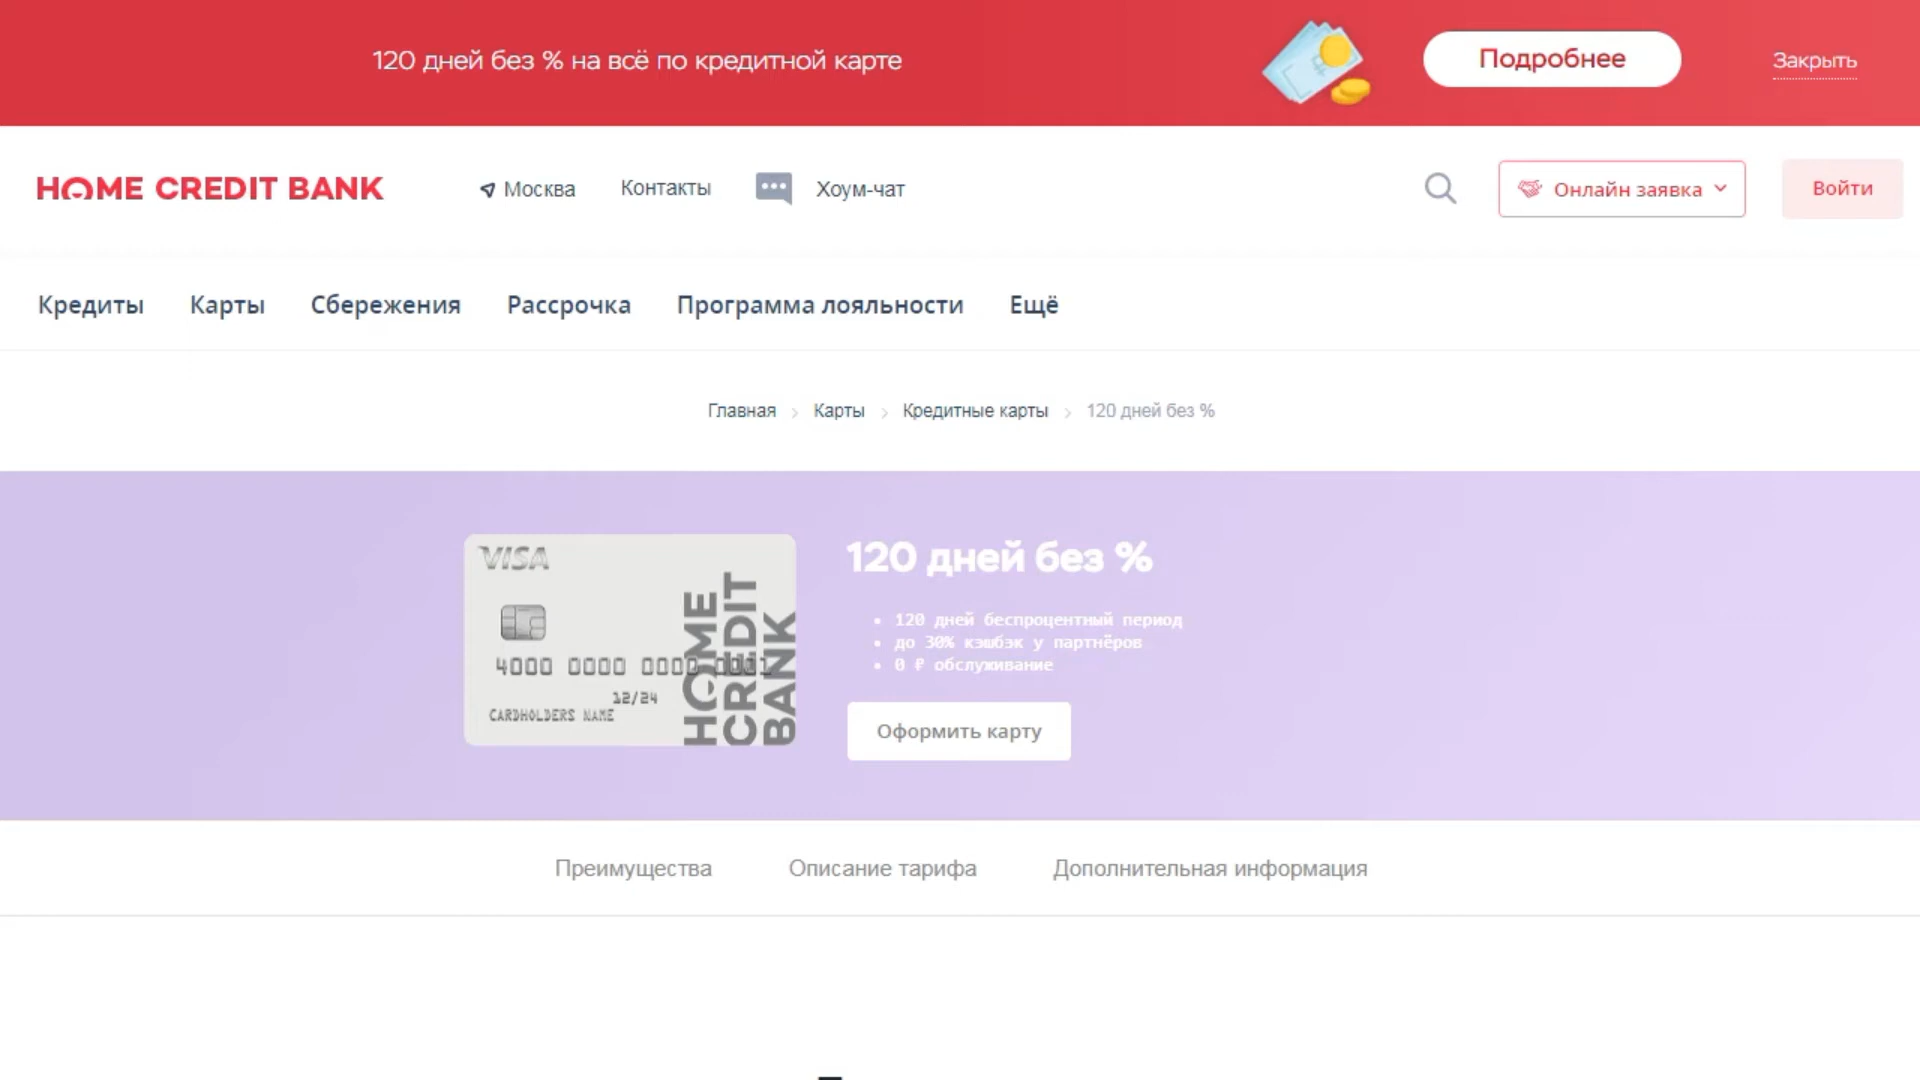 120 дней без % на всё по кредитной карте
Подробнее
Закрыть
HOME CREDIT BANK
Москва
Контакты
Хоум-чат
Онлайн заявка
Войти
Кредиты
Карты
Сбережения
Рассрочка
Программа лояльности
Ещё
Главная
Карты
Кредитные карты
120 дней без %
VISA
HOME
CREDIT
BANK
4000 0000 0000 0001
12/24
CARDHOLDERS NAME
120 дней без %
120 дней беспроцентный период
до 30% кэшбэк у партнёров
0 ₽ обслуживание
Оформить карту
Преимущества
Описание тарифа
Дополнительная информация